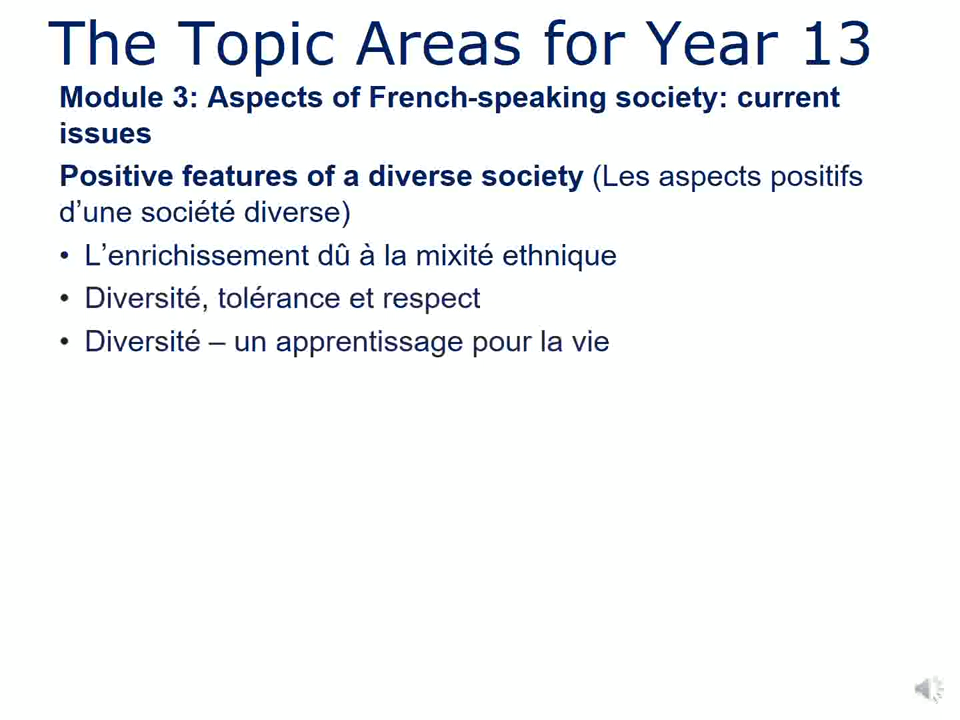 The Topic Areas for Year 13
Module 3: Aspects of French-speaking society: current
issues
Positive features of a diverse society (Les aspects positifs
d’une société diverse)
• L’enrichissement dû à la mixité ethnique
• Diversité, tolérance et respect
• Diversité – un apprentissage pour la vie